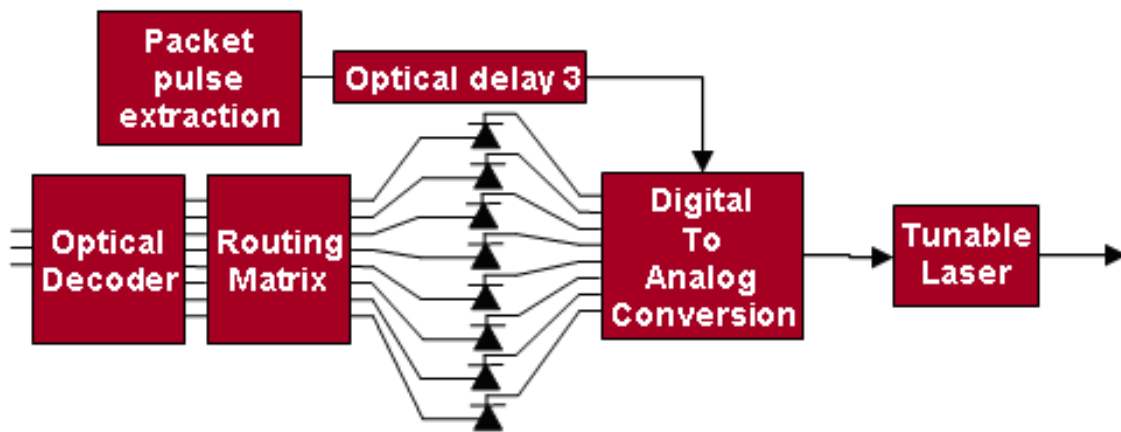 Packet
pulse
extraction
Optical delay 3
Optical
Decoder
Routing
Matrix
Digital
To
Analog
Conversion
Tunable
Laser